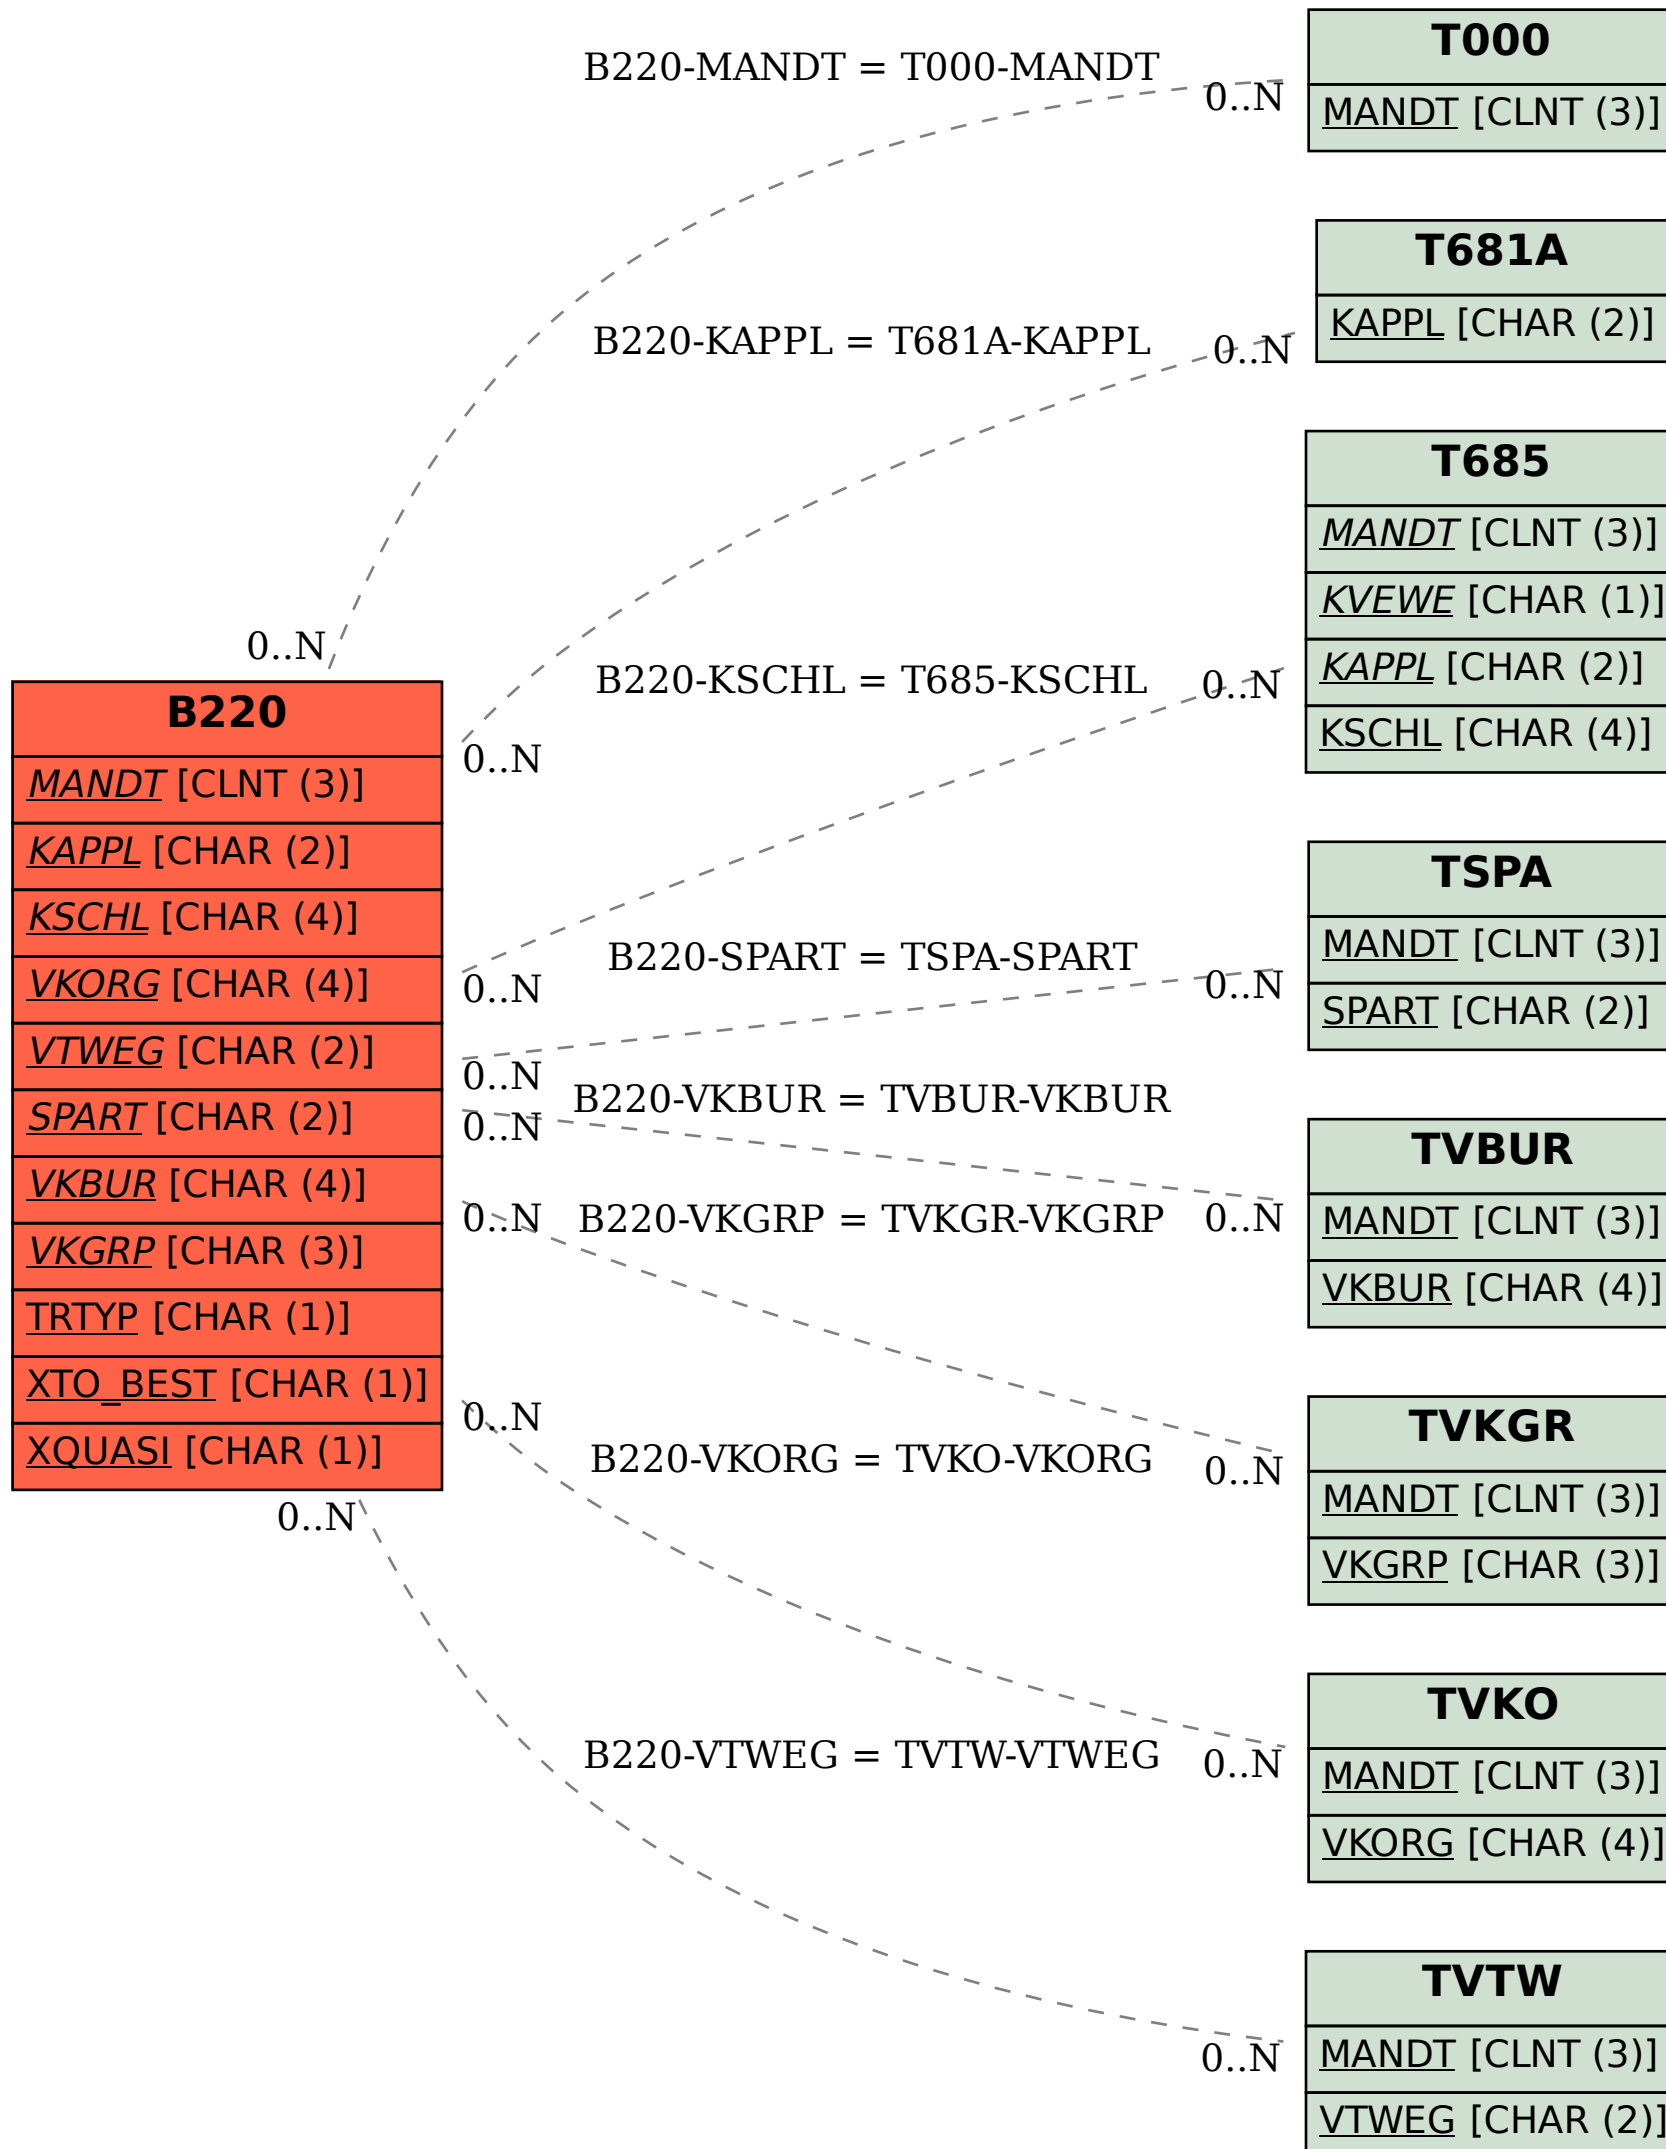 T000
B220-MANDT = T000-MANDT
0..N
MANDT [CLNT (3)]
T681A
B220-KAPPL = T681A-KAPPL
0..N
KAPPL [CHAR (2)]
T685
MANDT [CLNT (3)]
KVEWE [CHAR (1)]
KAPPL [CHAR (2)]
KSCHL [CHAR (4)]
B220-KSCHL = T685-KSCHL
0..N
0..N
B220
MANDT [CLNT (3)]
KAPPL [CHAR (2)]
KSCHL [CHAR (4)]
VKORG [CHAR (4)]
VTWEG [CHAR (2)]
SPART [CHAR (2)]
VKBUR [CHAR (4)]
VKGRP [CHAR (3)]
TRTYP [CHAR (1)]
XTO_BEST [CHAR (1)]
XQUASI [CHAR (1)]
0..N
0..N
0..N
0..N
0..N
0..N
0..N
TSPA
B220-SPART = TSPA-SPART
0..N
MANDT [CLNT (3)]
SPART [CHAR (2)]
B220-VKBUR = TVBUR-VKBUR
TVBUR
MANDT [CLNT (3)]
VKBUR [CHAR (4)]
0..N
B220-VKGRP = TVKGR-VKGRP
TVKGR
0..N
MANDT [CLNT (3)]
VKGRP [CHAR (3)]
B220-VKORG = TVKO-VKORG
TVKO
0..N
MANDT [CLNT (3)]
VKORG [CHAR (4)]
B220-VTWEG = TVTW-VTWEG
TVTW
0..N
MANDT [CLNT (3)]
VTWEG [CHAR (2)]